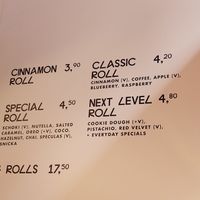 CINNAMON 3,90
ROLL
CLASSIC 4,20
ROLL
CINNAMON (V), COFFEE, APPLE (V),
BLUEBERRY, RASPBERRY
SPECIAL 4,50
ROLL
SCHOKI (V), NUTELLA, SALTED
CARAMEL, OREO (+V), COCO,
HAZELNUT, CHAI, SPECULAS (V),
SNICKA
NEXT LEVEL 4,80
ROLL
COOKIE DOUGH (+V),
PISTACHIO, RED VELVET (V),
+ EVERYDAY SPECIALS
ROLLS 17,50